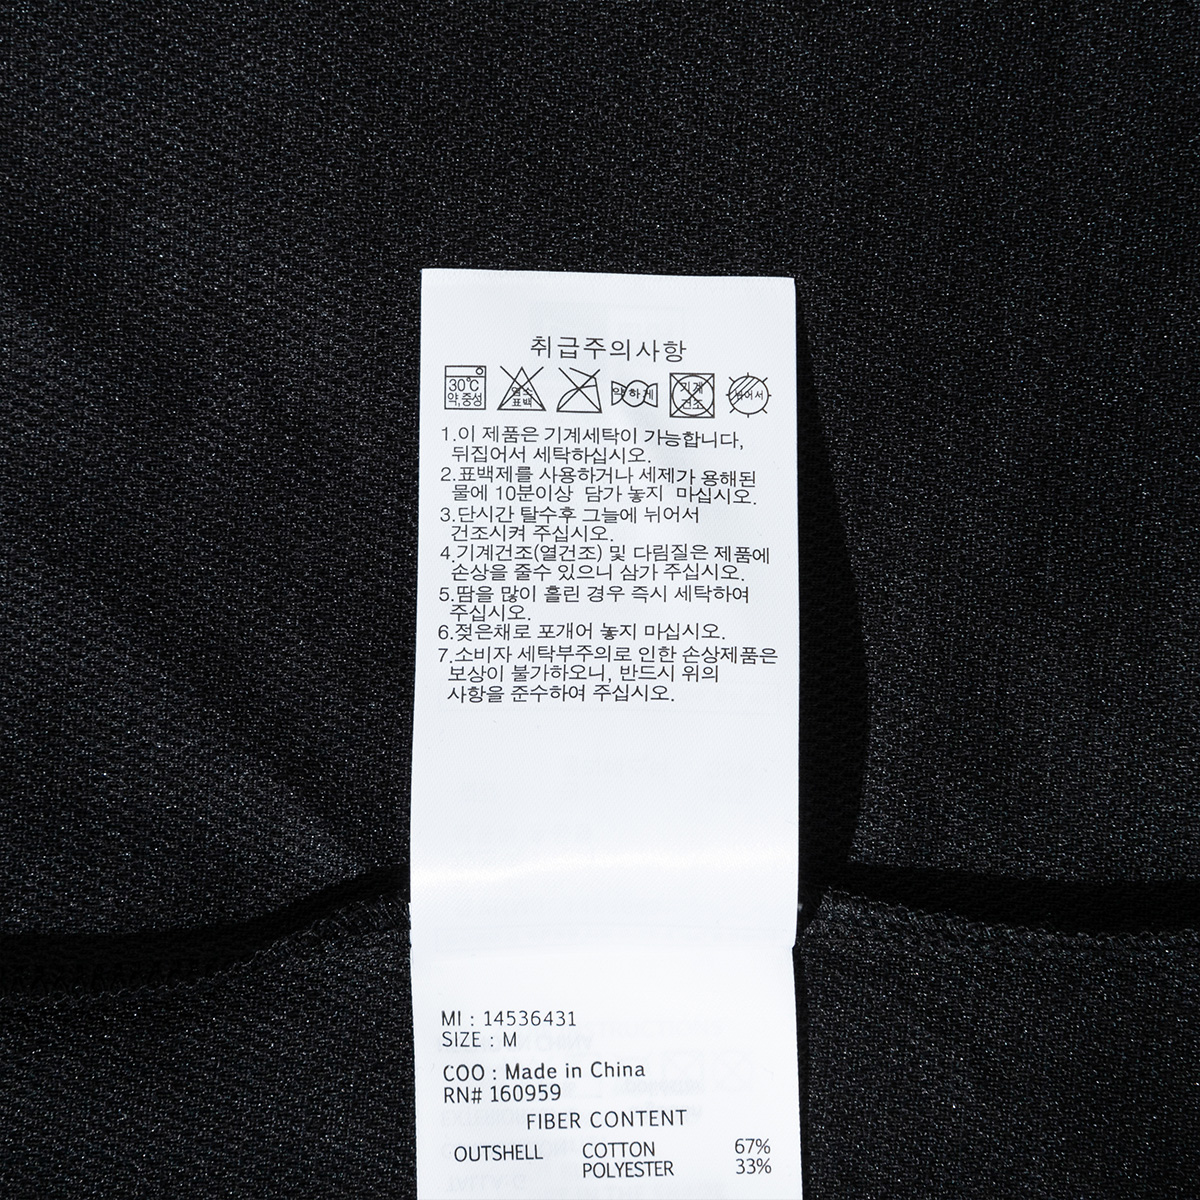 취급주의사항
30℃ 약,중성 염소 표백 약하게 기계 건조 뉘어서
1.이 제품은 기계세탁이 가능합니다,
뒤집어서 세탁하십시오.
2.표백제를 사용하거나 세제가 용해된
물에 10분이상 담가 놓지 마십시오.
3.단시간 탈수후 그늘에 뉘어서
건조시켜 주십시오.
4.기계건조(열건조) 및 다림질은 제품에
손상을 줄수 있으니 삼가 주십시오.
5.땀을 많이 흘린 경우 즉시 세탁하여
주십시오.
6.젖은채로 포개어 놓지 마십시오.
7.소비자 세탁부주의로 인한 손상제품은
보상이 불가하오니, 반드시 위의
사항을 준수하여 주십시오.
MI : 14536431
SIZE : M
COO : Made in China
RN# 160959
FIBER CONTENT
OUTSHELL COTTON 67%
POLYESTER 33%